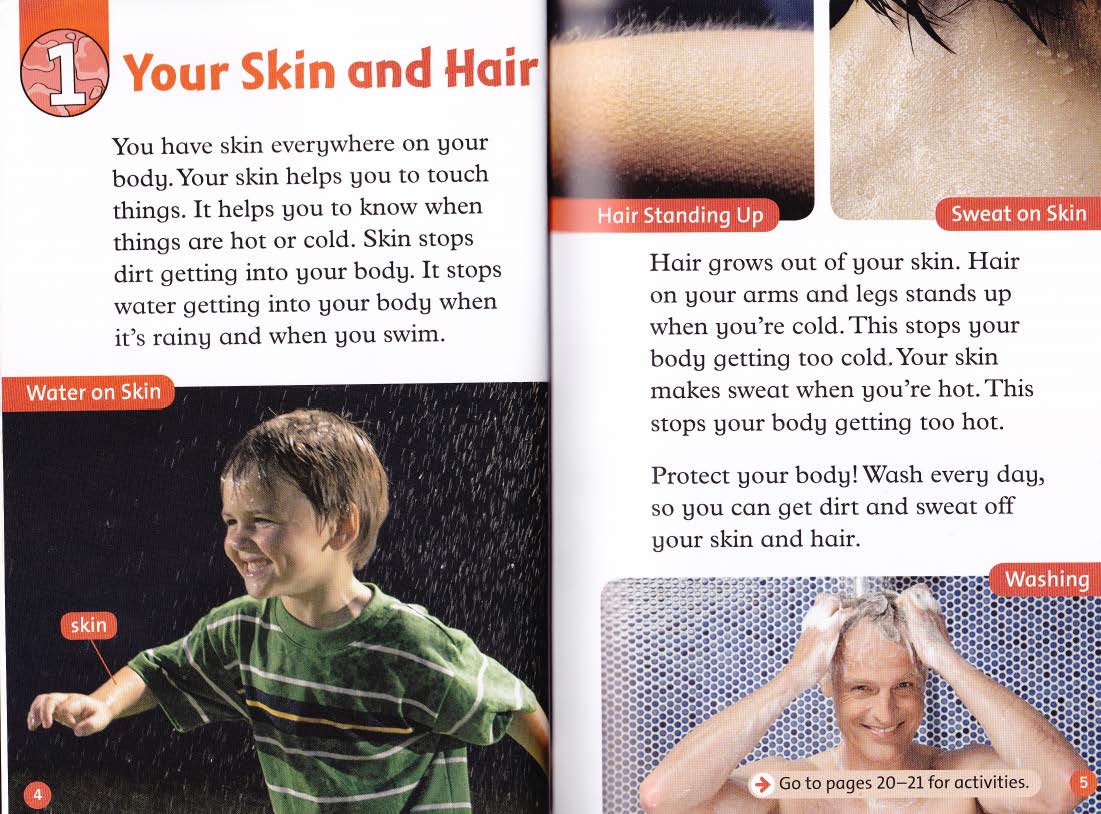 1
Your Skin and Hair
You have skin everywhere on your
body. Your skin helps you to touch
things. It helps you to know when
things are hot or cold. Skin stops
dirt getting into your body. It stops
water getting into your body when
it's rainy and when you swim.
Water on Skin
skin
4
Hair Standing Up
Sweat on Skin
Hair grows out of your skin. Hair
on your arms and legs stands up
when you're cold. This stops your
body getting too cold. Your skin
makes sweat when you're hot. This
stops your body getting too hot.
Protect your body! Wash every day,
so you can get dirt and sweat off
your skin and hair.
Washing
Go to pages 20–21 for activities.
5